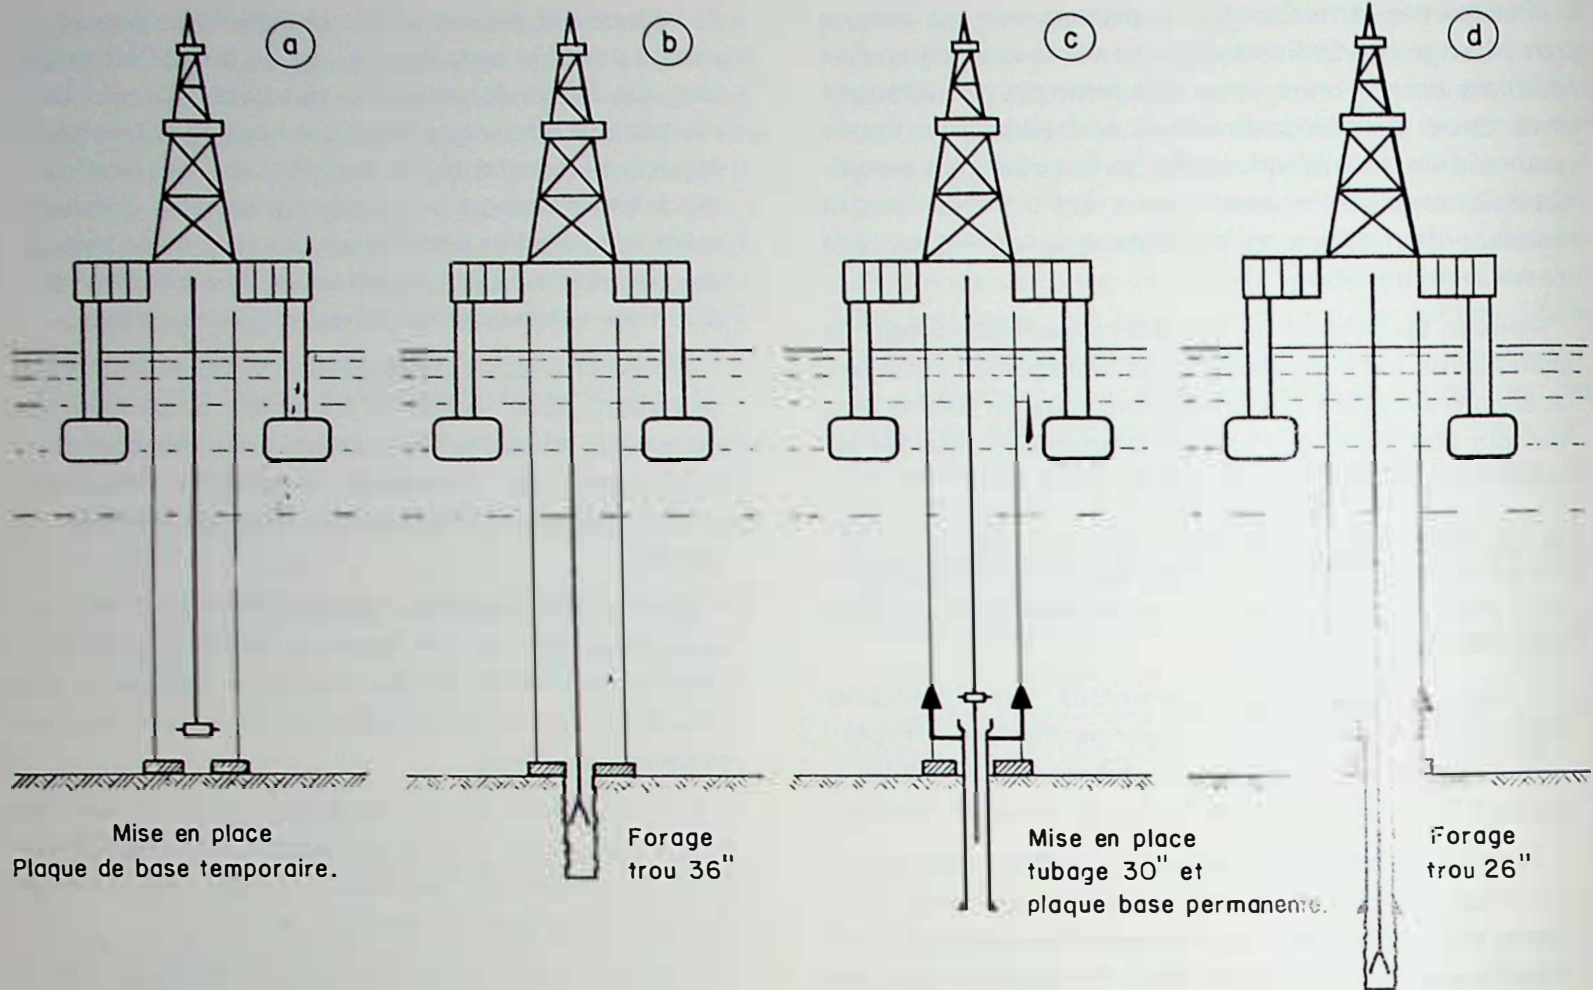 a
b
c
d
Mise en place
Plaque de base temporaire.
Forage
trou 36"
Mise en place
tubage 30" et
plaque base permanente.
Forage
trou 26"